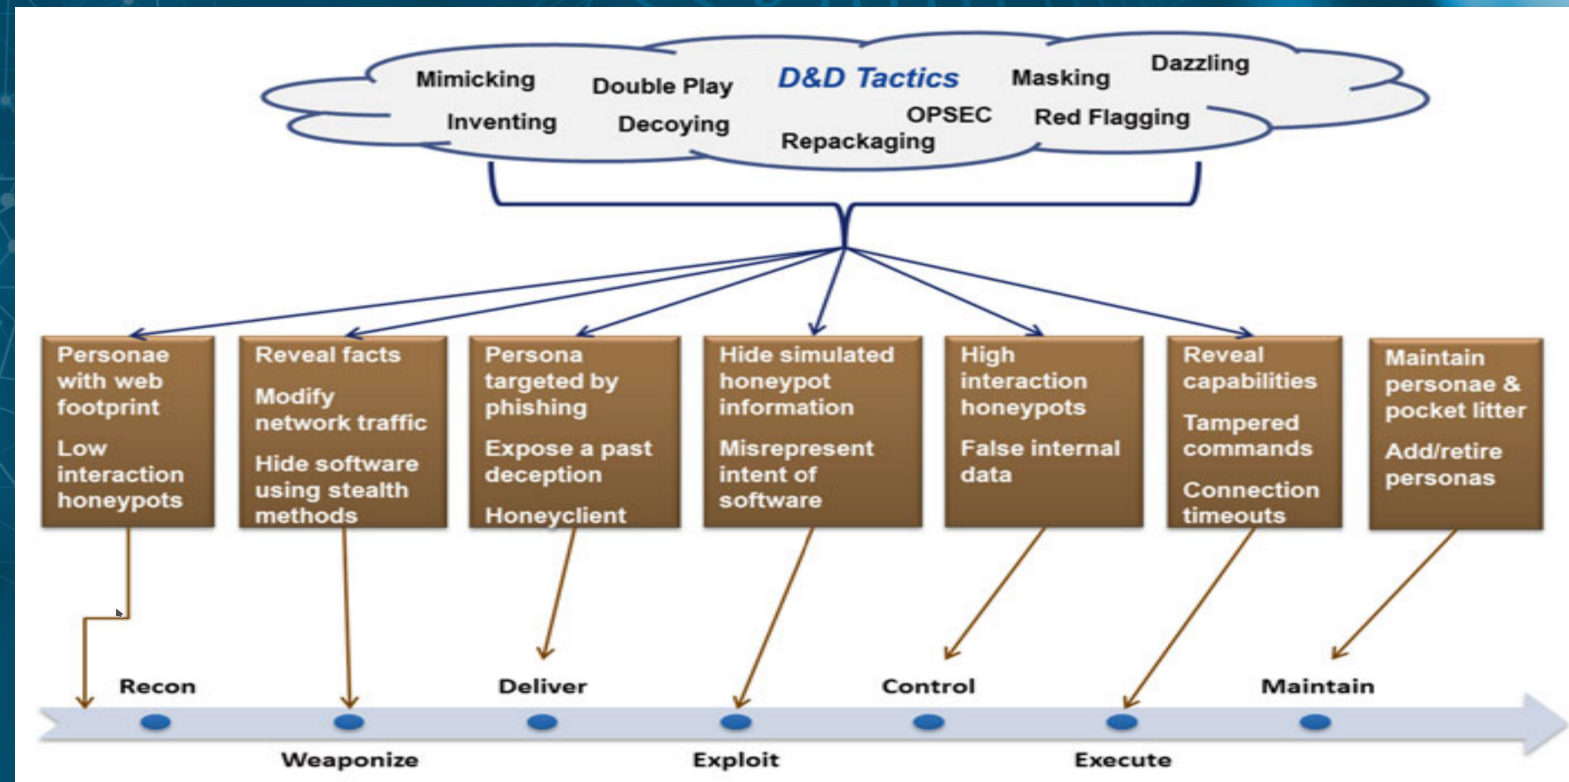 Mimicking
Double Play
D&D Tactics
Masking
Dazzling
Inventing
Decoying
OPSEC
Red Flagging
Repackaging
Personae
with web
footprint
Low
interaction
honeypots
Reveal facts
Modify
network traffic
Hide software
using stealth
methods
Persona
targeted by
phishing
Expose a past
deception
Honeyclient
Hide simulated
honeypot
information
Misrepresent
intent of
software
High
interaction
honeypots
False internal
data
Reveal
capabilities
Tampered
commands
Connection
timeouts
Maintain
personae &
pocket litter
Add/retire
personas
Recon
Weaponize
Deliver
Exploit
Control
Execute
Maintain